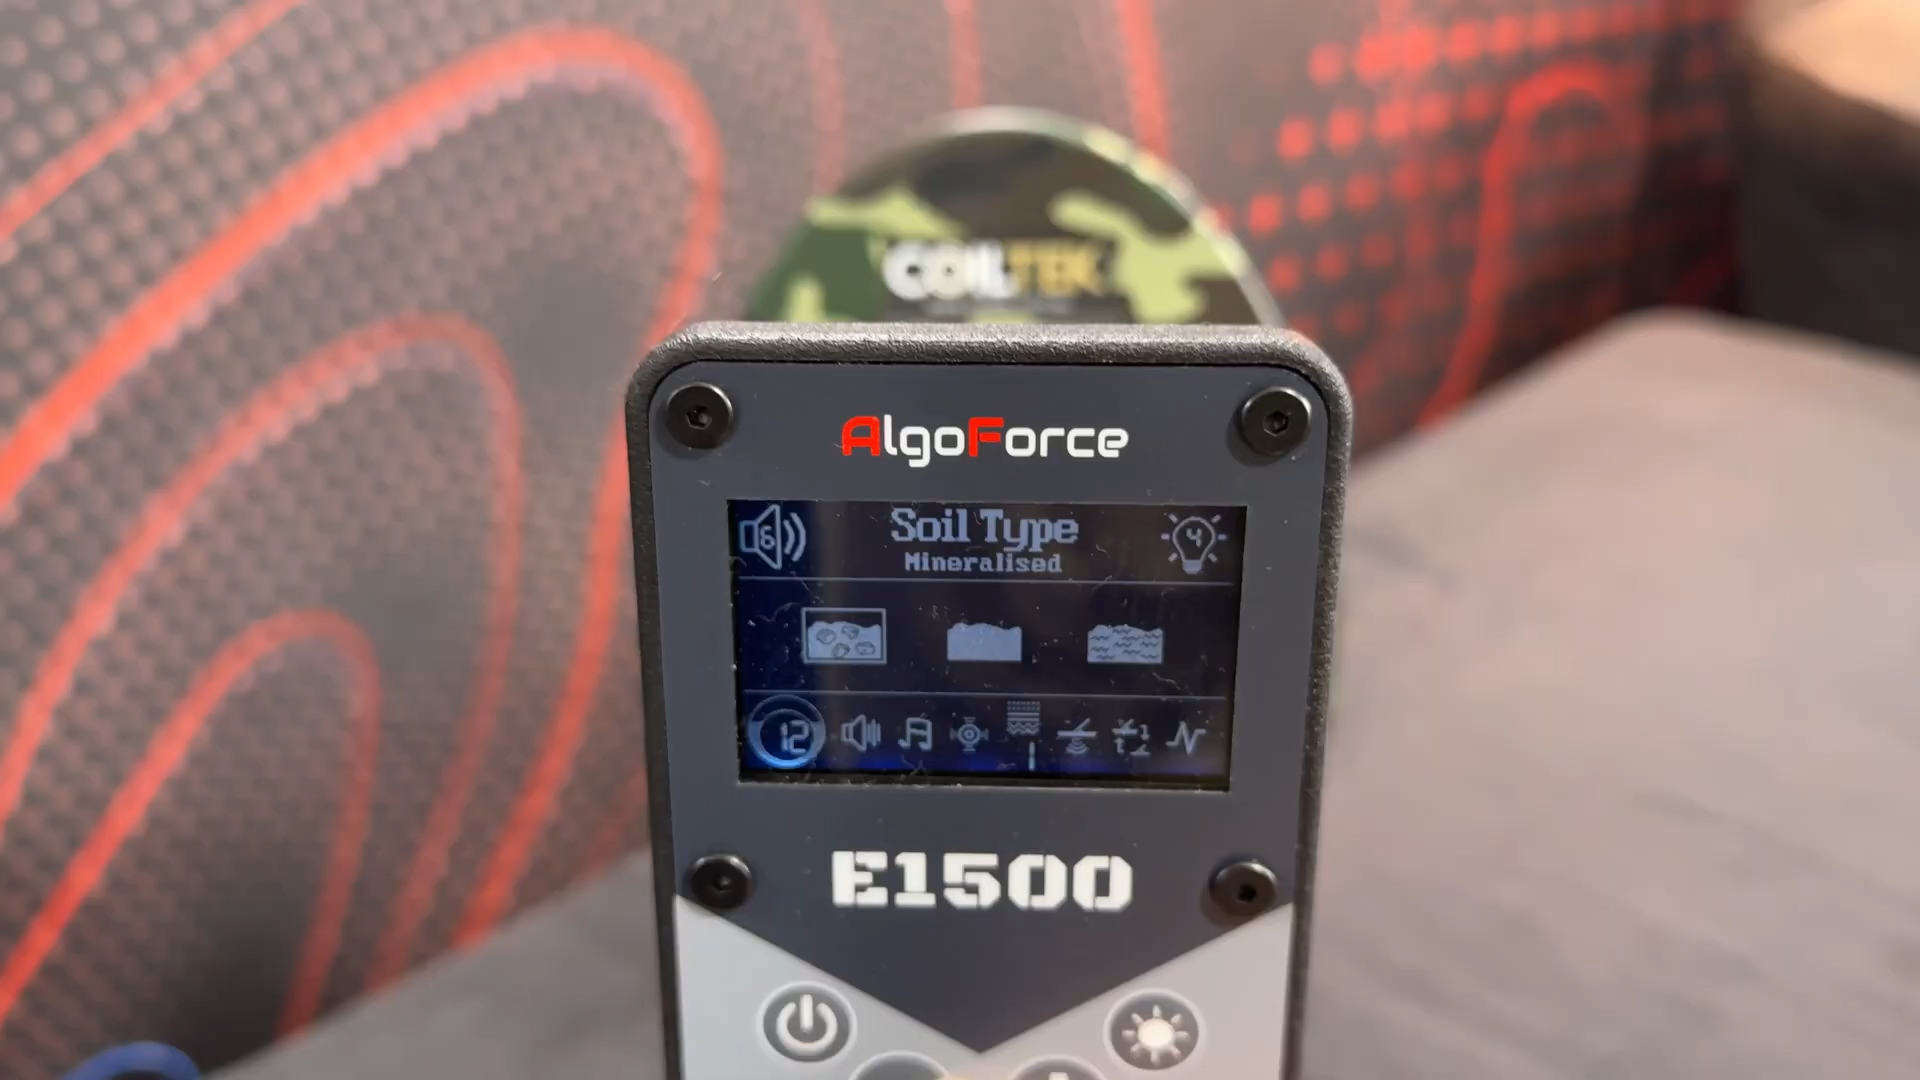 COILTEK
AlgoForce
6
Soil Type
4
Mineralised
12
E1500